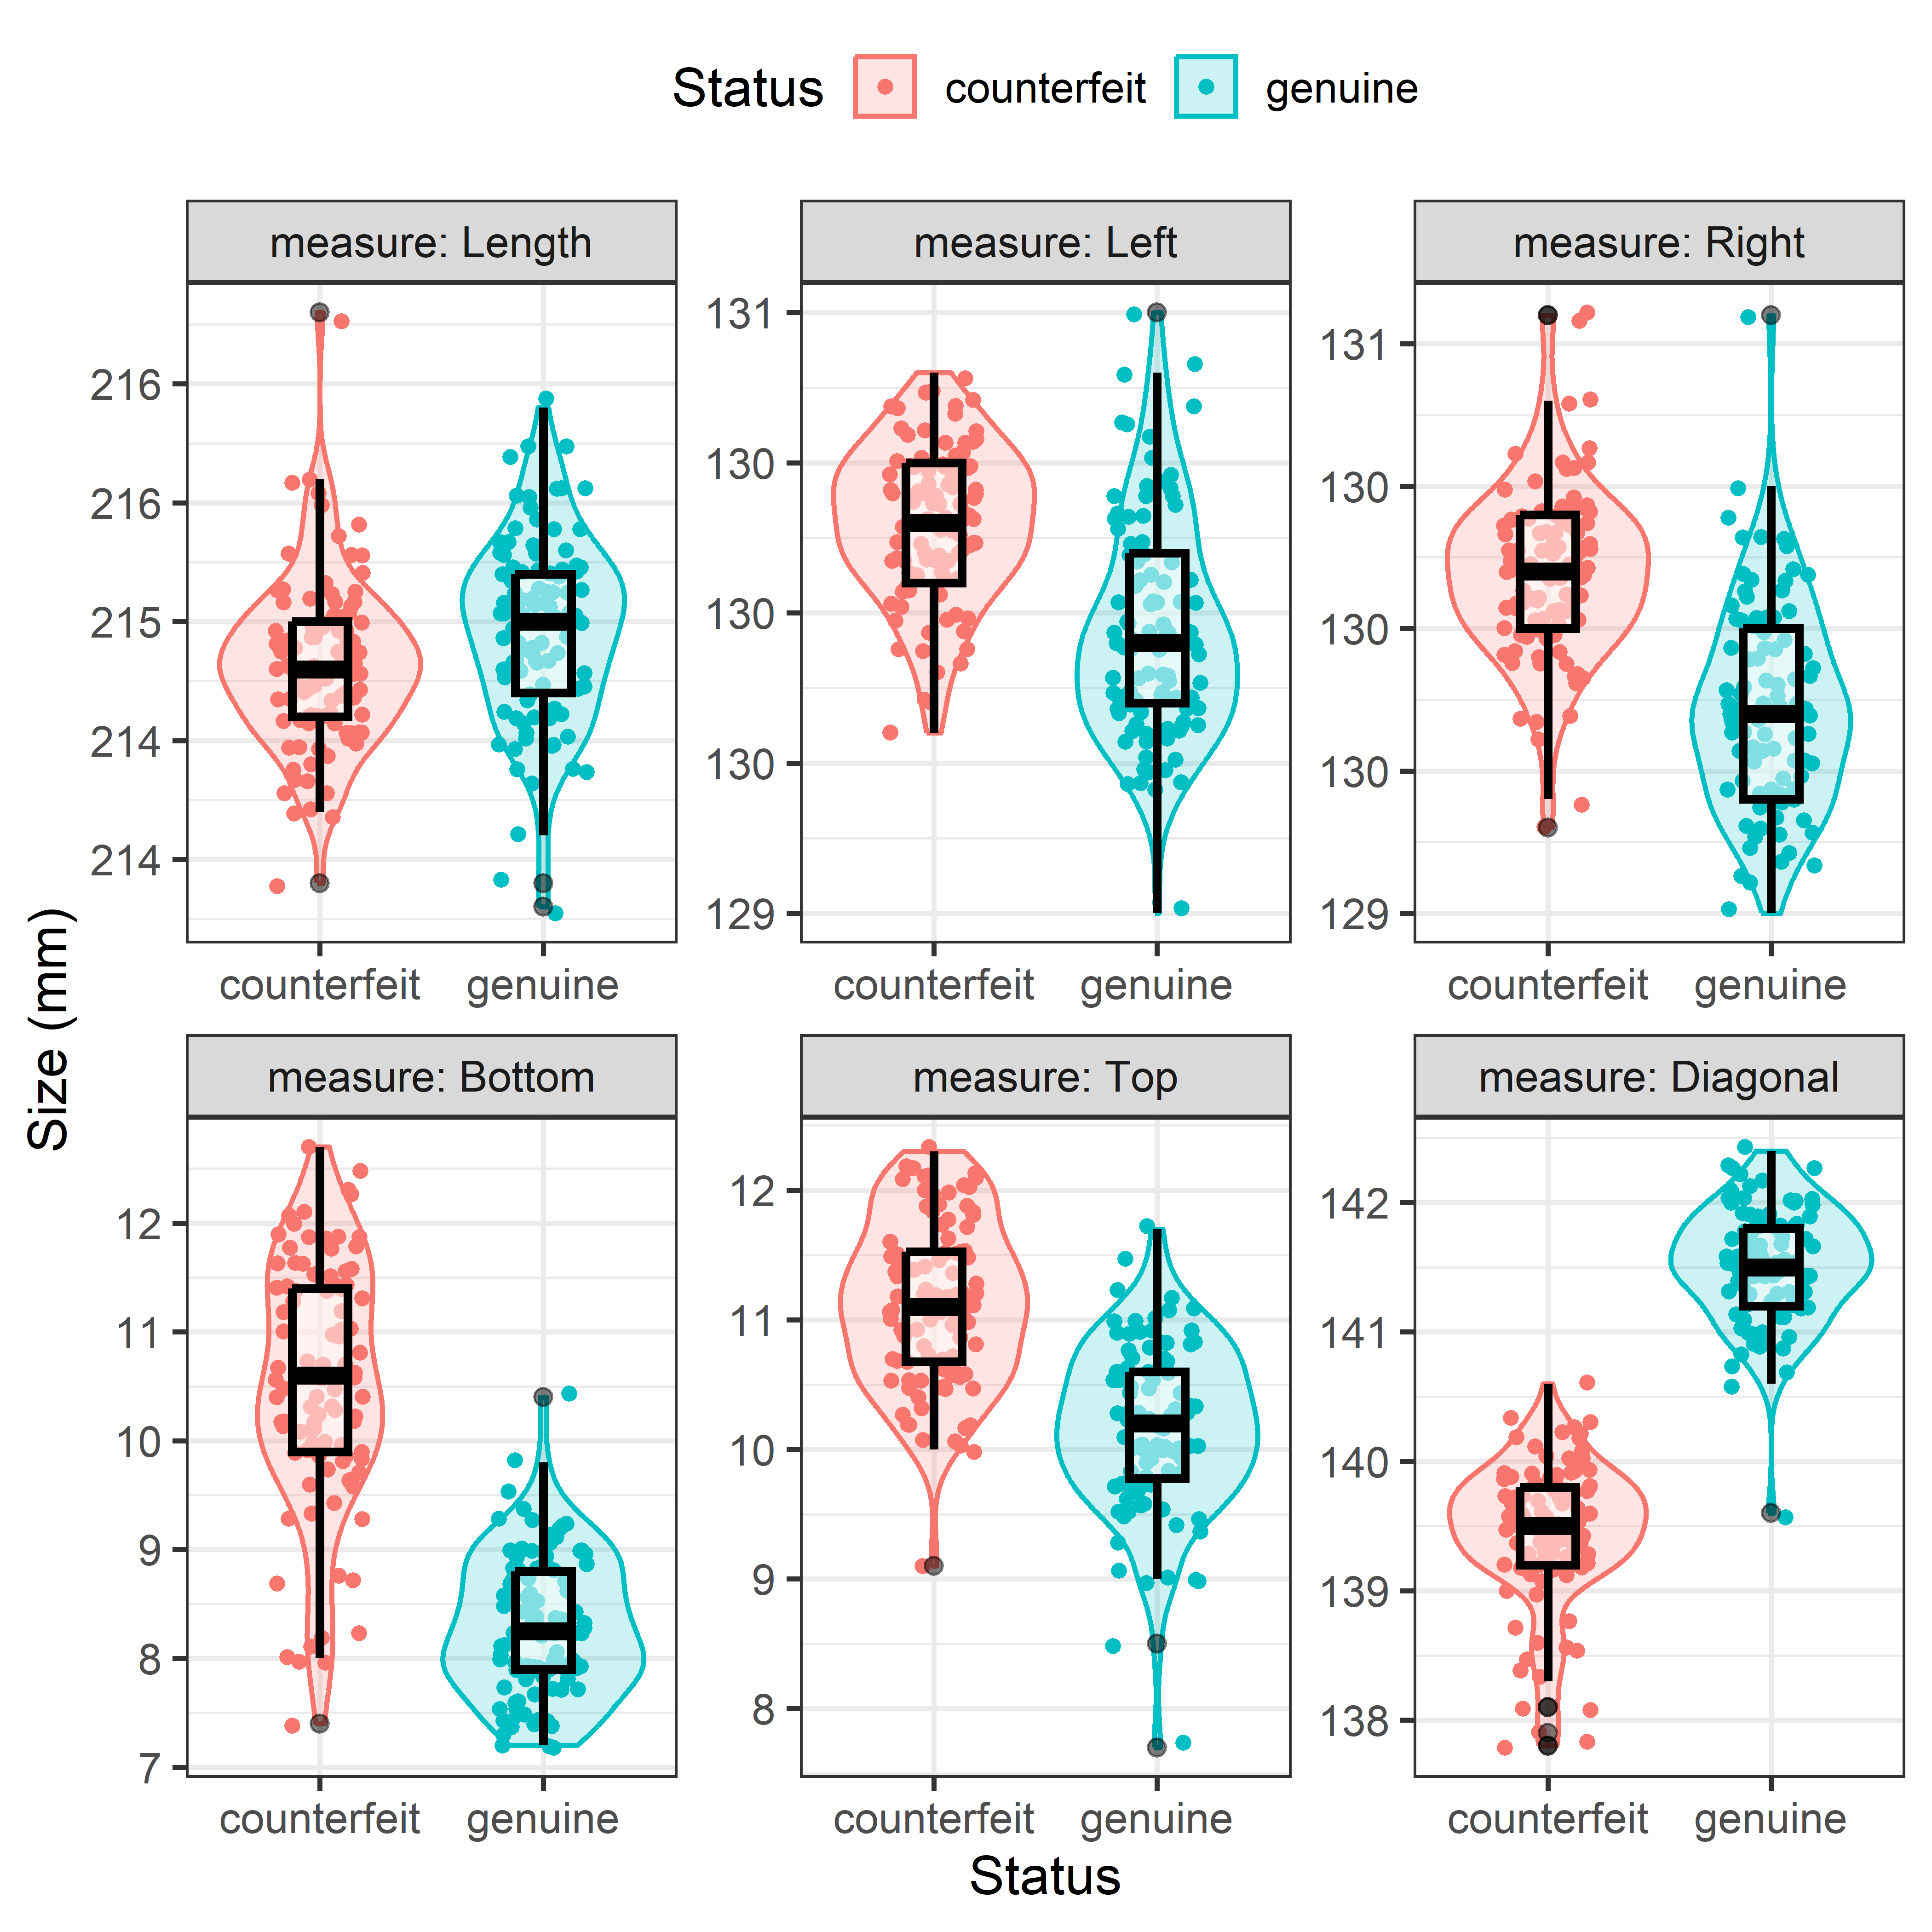 Status counterfeit genuine
measure: Length
216
216
215
214
214
counterfeit genuine
measure: Left
131
130
130
130
129
counterfeit genuine
measure: Right
131
130
130
130
129
counterfeit genuine
Size (mm)
measure: Bottom
12
11
10
9
8
7
counterfeit genuine
measure: Top
12
11
10
9
8
counterfeit genuine
measure: Diagonal
142
141
140
139
138
counterfeit genuine
Status